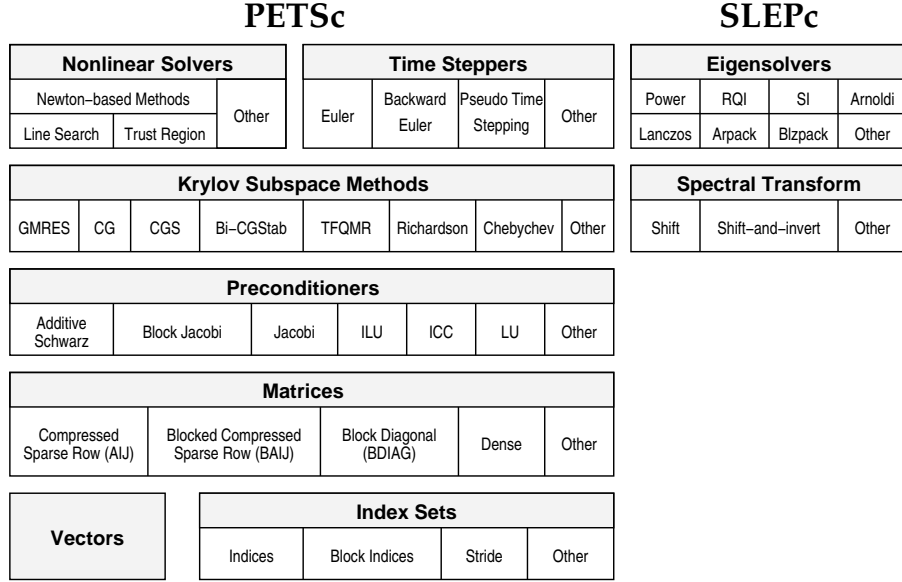 PETSc
SLEPc
Nonlinear Solvers
Newton–based Methods
Other
Line Search
Trust Region
Time Steppers
Euler
Backward
Euler
Pseudo Time
Stepping
Other
Eigensolvers
Power
RQI
SI
Arnoldi
Lanczos
Arpack
Blzpack
Other
Krylov Subspace Methods
GMRES
CG
CGS
Bi–CGStab
TFQMR
Richardson
Chebychev
Other
Spectral Transform
Shift
Shift–and–invert
Other
Preconditioners
Additive
Schwarz
Block Jacobi
Jacobi
ILU
ICC
LU
Other
Matrices
Compressed
Sparse Row (AIJ)
Blocked Compressed
Sparse Row (BAIJ)
Block Diagonal
(BDIAG)
Dense
Other
Vectors
Index Sets
Indices
Block Indices
Stride
Other